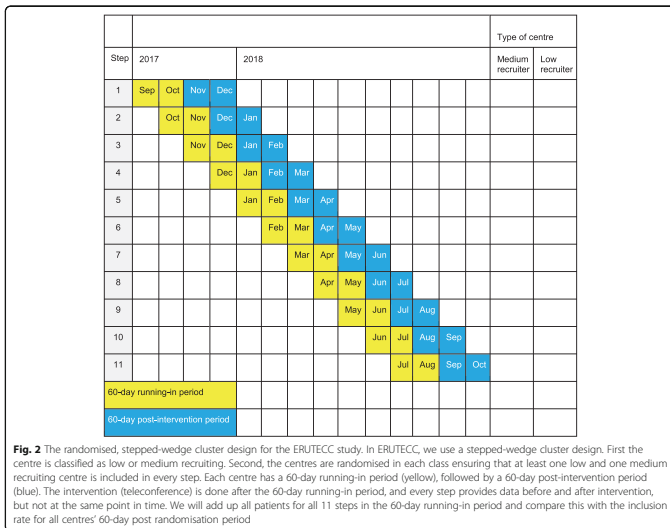 Type of centre
Step 2017 2018 Medium recruiter Low recruiter
1 Sep Oct Nov Dec
2 Oct Nov Dec Jan
3 Nov Dec Jan Feb
4 Dec Jan Feb Mar
5 Jan Feb Mar Apr
6 Feb Mar Apr May
7 Mar Apr May Jun
8 Apr May Jun Jul
9 May Jun Jul Aug
10 Jun Jul Aug Sep
11 Jul Aug Sep Oct
60-day running-in period
60-day post-intervention period
Fig. 2 The randomised, stepped-wedge cluster design for the ERUTECC study. In ERUTECC, we use a stepped-wedge cluster design. First the
centre is classified as low or medium recruiting. Second, the centres are randomised in each class ensuring that at least one low and one medium
recruiting centre is included in every step. Each centre has a 60-day running-in period (yellow), followed by a 60-day post-intervention period
(blue). The intervention (teleconference) is done after the 60-day running-in period, and every step provides data before and after intervention,
but not at the same point in time. We will add up all patients for all 11 steps in the 60-day running-in period and compare this with the inclusion
rate for all centres' 60-day post randomisation period